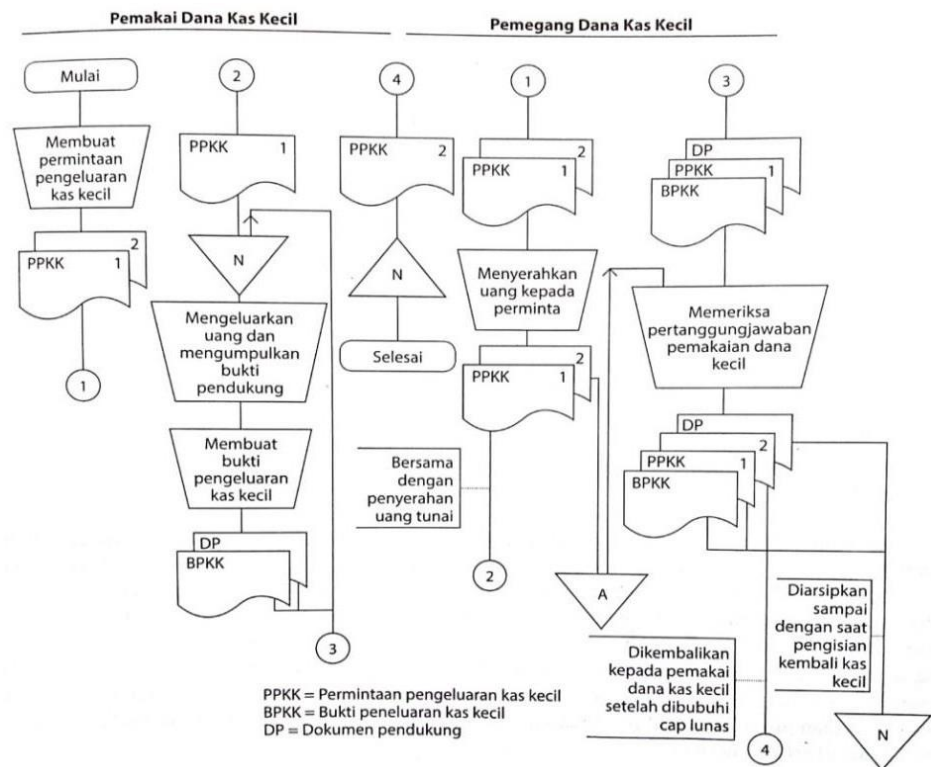 Pemakai Dana Kas Kecil
Pemegang Dana Kas Kecil
Mulai
Membuat
permintaan
pengeluaran
kas kecil
2
PPKK 1
1
2
PPKK 1
N
Mengeluarkan
uang dan
mengumpulkan
bukti
pendukung
Membuat
bukti
pengeluaran
kas kecil
DP
BPKK
3
4
PPKK 2
N
Selesai
1
2
PPKK 1
Menyerahkan
uang kepada
perminta
2
PPKK 1
Bersama
dengan
penyerahan
uang tunai
2
A
3
DP
PPKK 1
BPKK
Memeriksa
pertanggungjawaban
pemakaian dana
kecil
DP
2
PPKK 1
BPKK
Dikembalikan
kepada pemakai
dana kas kecil
setelah dibubuhi
cap lunas
4
Diarsipkan
sampai
dengan saat
pengisian
kembali kas
kecil
N
PPKK = Permintaan pengeluaran kas kecil
BPKK = Bukti peneluaran kas kecil
DP = Dokumen pendukung